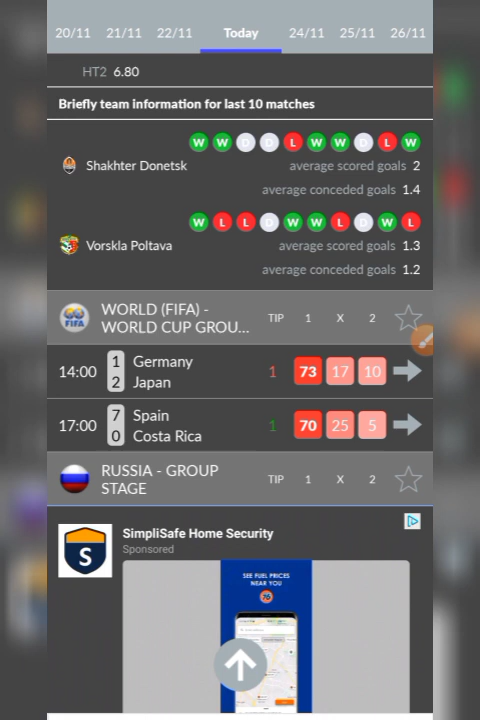 20/11 21/11 22/11 Today 24/11 25/11 26/11
HT2 6.80
Briefly team information for last 10 matches
W W D D L W W D L W
Shakhter Donetsk average scored goals 2
average conceded goals 1.4
W L L D W W L D W L
Vorskla Poltava average scored goals 1.3
average conceded goals 1.2
WORLD (FIFA) - WORLD CUP GROU... TIP 1 X 2
FIFA
14:00 1 Germany 1 73 17 10
2 Japan
17:00 7 Spain 1 70 25 5
0 Costa Rica
RUSSIA - GROUP STAGE TIP 1 X 2
SimpliSafe Home Security
Sponsored
S
SEE FUEL PRICES
NEAR YOU
76